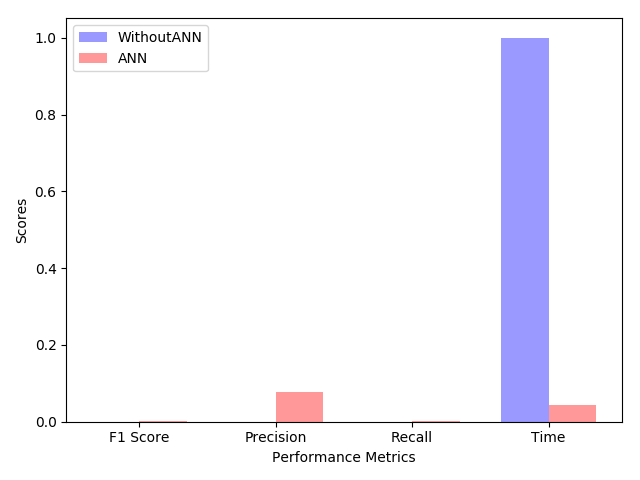 WithoutANN
ANN
1.0
0.8
0.6
0.4
0.2
0.0
Scores
F1 Score Precision Recall Time
Performance Metrics